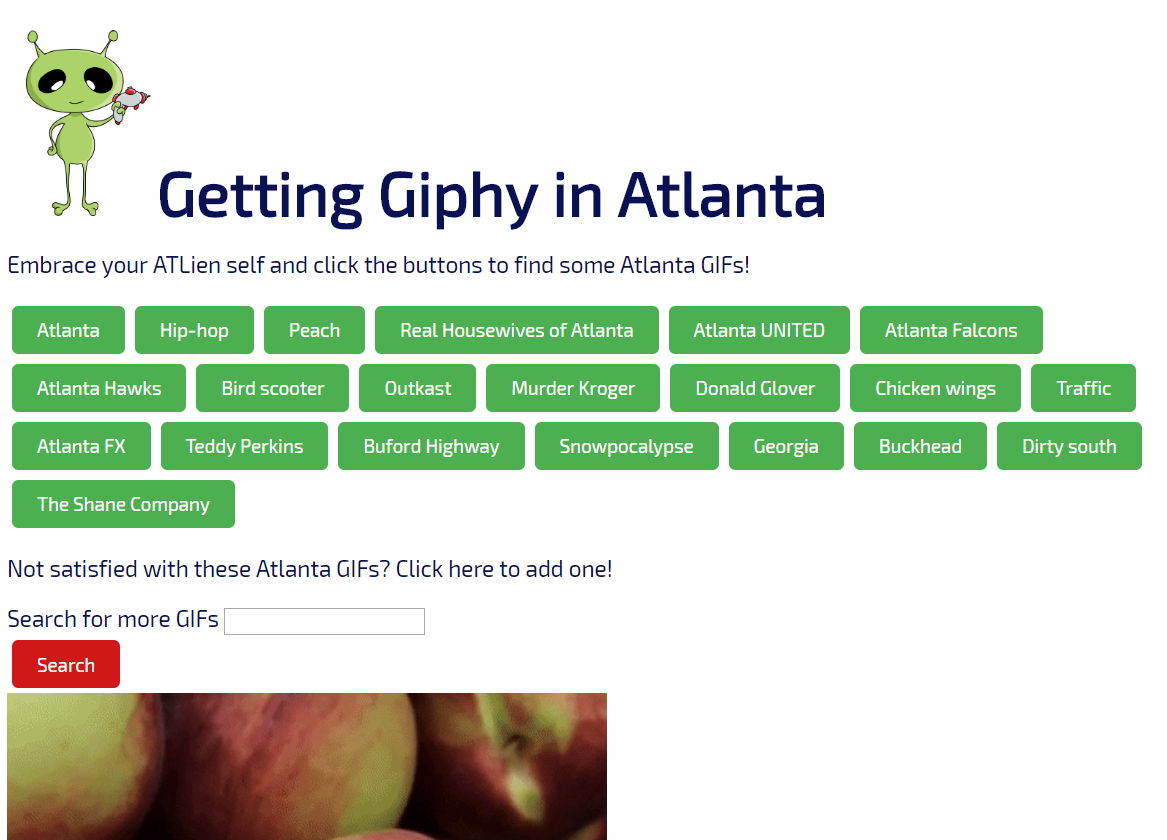 Getting Giphy in Atlanta
Embrace your ATLien self and click the buttons to find some Atlanta GIFs!
Atlanta Hip-hop Peach Real Housewives of Atlanta Atlanta UNITED Atlanta Falcons
Atlanta Hawks Bird scooter Outkast Murder Kroger Donald Glover Chicken wings Traffic
Atlanta FX Teddy Perkins Buford Highway Snowpocalypse Georgia Buckhead Dirty south
The Shane Company
Not satisfied with these Atlanta GIFs? Click here to add one!
Search for more GIFs
Search